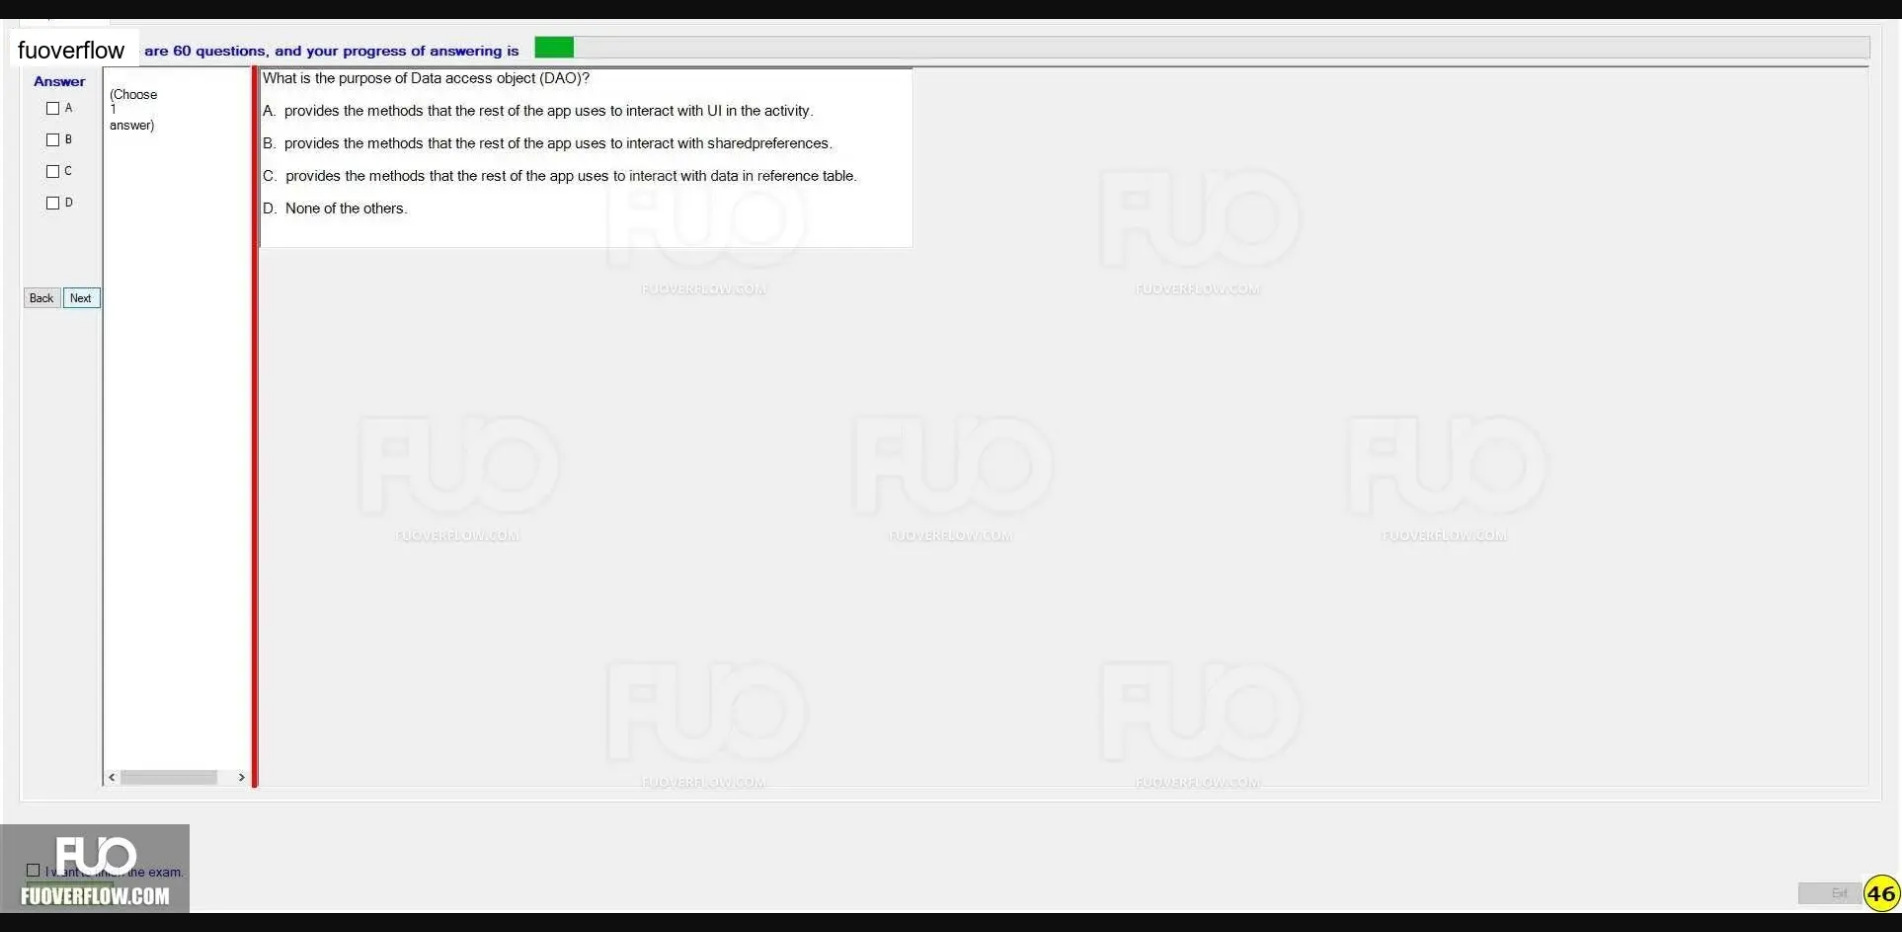 fuoverflow are 60 questions, and your progress of answering is
Answer
A
B
C
D
Back Next
(Choose
1
answer)
What is the purpose of Data access object (DAO)?
A. provides the methods that the rest of the app uses to interact with UI in the activity.
B. provides the methods that the rest of the app uses to interact with sharedpreferences.
C. provides the methods that the rest of the app uses to interact with data in reference table.
D. None of the others.
FUO FUO
FUOVERFLOW.COM FUOVERFLOW.COM
FUO FUO FUO
FUOVERFLOW.COM FUOVERFLOW.COM FUOVERFLOW.COM
FUO FUO
FUOVERFLOW.COM FUOVERFLOW.COM
FUO
I want the exam.
FUOVERFLOW.COM
Exit 46